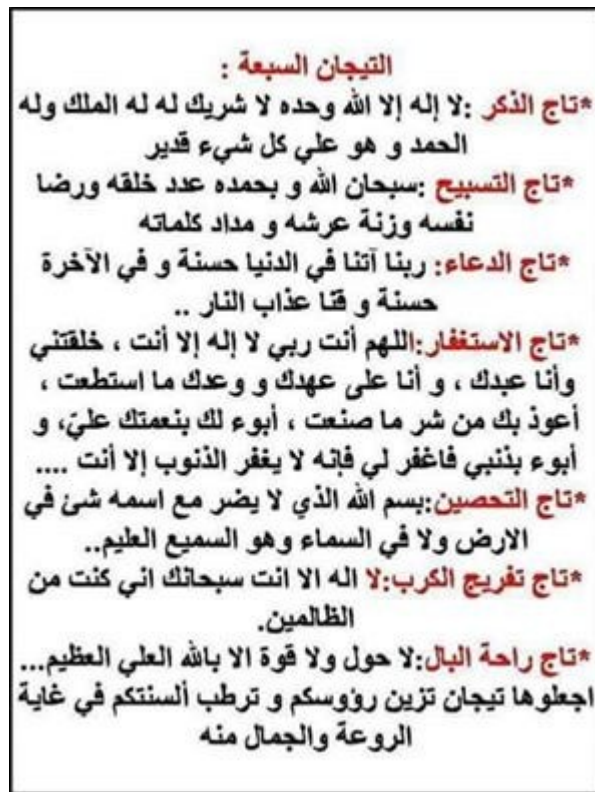 التيجان السبعة :
*تاج الذكر :لا إله إلا الله وحده لا شريك له له الملك وله
الحمد و هو علي كل شيء قدير
*تاج التسبيح :سبحان الله و بحمده عدد خلقه ورضا
نفسه وزنة عرشه و مداد كلماته
*تاج الدعاء: ربنا آتنا في الدنيا حسنة و في الآخرة
حسنة و قنا عذاب النار ..
*تاج الاستغفار:اللهم أنت ربي لا إله إلا أنت ، خلقتني
وأنا عبدك ، و أنا على عهدك و وعدك ما استطعت ،
أعوذ بك من شر ما صنعت ، أبوء لك بنعمتك عليّ، و
أبوء بذنبي فاغفر لي فإنه لا يغفر الذنوب إلا أنت ....
*تاج التحصين:بسم الله الذي لا يضر مع اسمه شئ في
الارض ولا في السماء وهو السميع العليم..
*تاج تفريج الكرب:لا اله الا انت سبحانك اني كنت من
الظالمين.
*تاج راحة البال:لا حول ولا قوة الا بالله العلي العظيم...
اجعلوها تيجان تزين رؤوسكم و ترطب ألسنتكم في غاية
الروعة والجمال منه